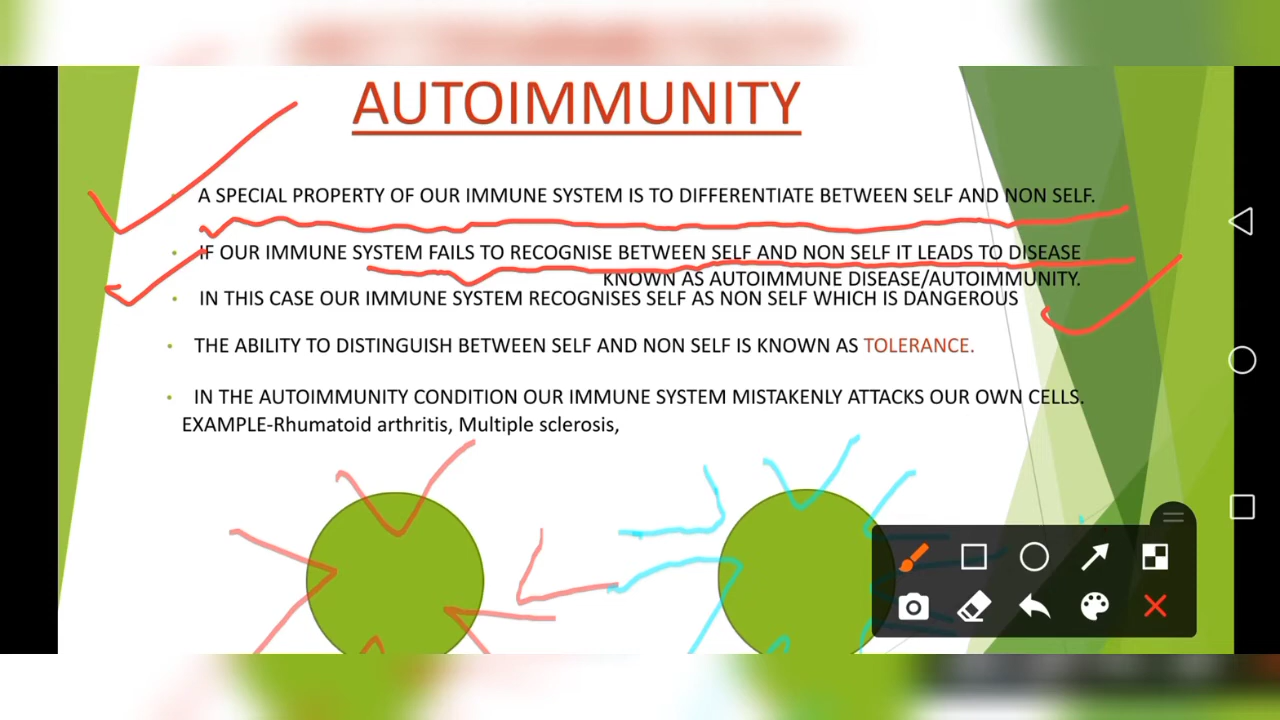 AUTOIMMUNITY
A SPECIAL PROPERTY OF OUR IMMUNE SYSTEM IS TO DIFFERENTIATE BETWEEN SELF AND NON SELF.
IF OUR IMMUNE SYSTEM FAILS TO RECOGNISE BETWEEN SELF AND NON SELF IT LEADS TO DISEASE
KNOWN AS AUTOIMMUNE DISEASE/AUTOIMMUNITY.
IN THIS CASE OUR IMMUNE SYSTEM RECOGNISES SELF AS NON SELF WHICH IS DANGEROUS
THE ABILITY TO DISTINGUISH BETWEEN SELF AND NON SELF IS KNOWN AS TOLERANCE.
IN THE AUTOIMMUNITY CONDITION OUR IMMUNE SYSTEM MISTAKENLY ATTACKS OUR OWN CELLS.
EXAMPLE-Rhumatoid arthritis, Multiple sclerosis,